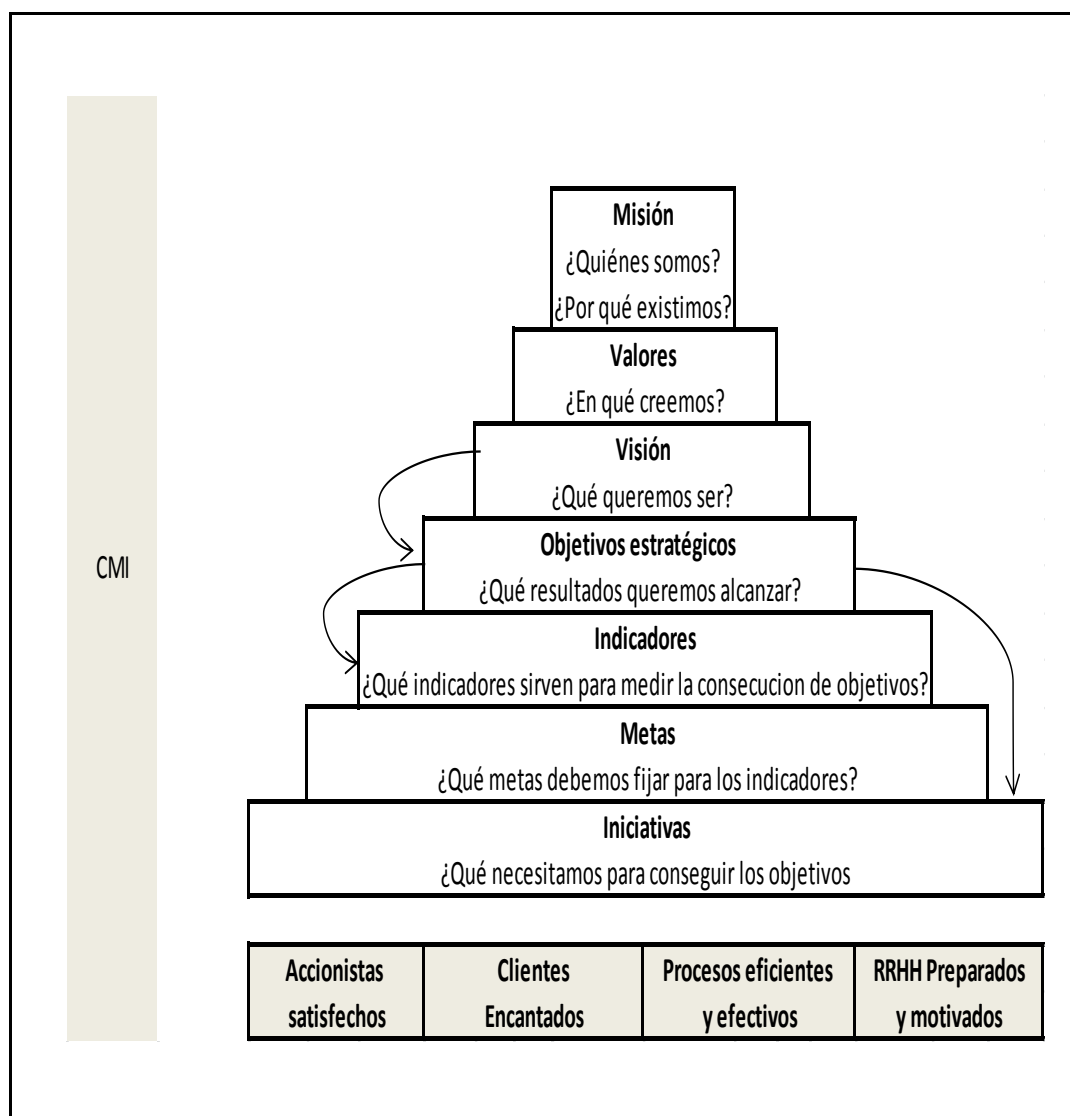 Misión
¿Quiénes somos?
¿Por qué existimos?
Valores
¿En qué creemos?
Visión
¿Qué queremos ser?
Objetivos estratégicos
¿Qué resultados queremos alcanzar?
CMI
Indicadores
¿Qué indicadores sirven para medir la consecucion de objetivos?
Metas
¿Qué metas debemos fijar para los indicadores?
Iniciativas
¿Qué necesitamos para conseguir los objetivos
Accionistas
satisfechos
Clientes
Encantados
Procesos eficientes
y efectivos
RRHH Preparados
y motivados